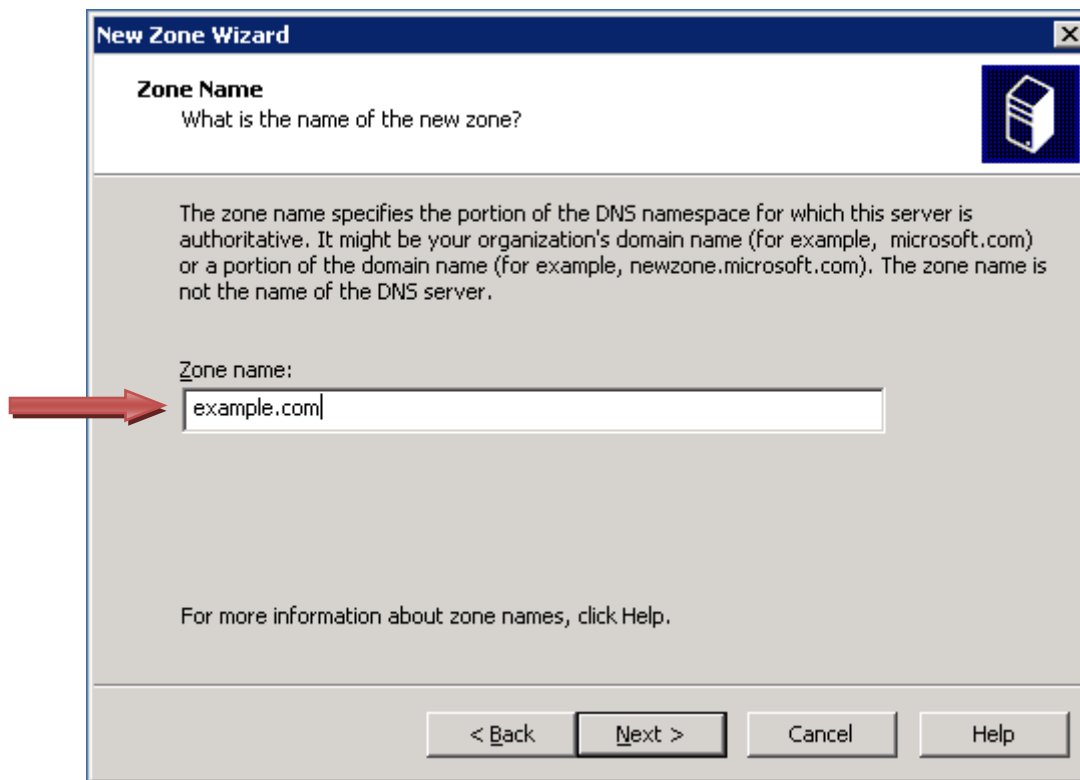 New Zone Wizard
Zone Name
What is the name of the new zone?
The zone name specifies the portion of the DNS namespace for which this server is
authoritative. It might be your organization's domain name (for example,  microsoft.com)
or a portion of the domain name (for example, newzone.microsoft.com). The zone name is
not the name of the DNS server.
Zone name:
example.com
For more information about zone names, click Help.
< Back
Next >
Cancel
Help